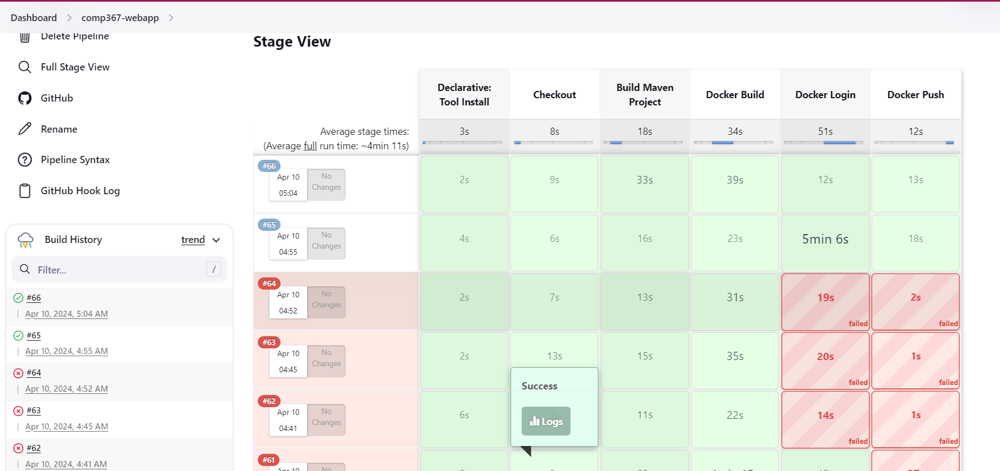 Dashboard
comp367-webapp
Delete Pipeline
Full Stage View
GitHub
Rename
Pipeline Syntax
GitHub Hook Log
Build History
trend
Filter...
/
#66
Apr 10, 2024, 5:04 AM
#65
Apr 10, 2024, 4:55 AM
#64
Apr 10, 2024, 4:52 AM
#63
Apr 10, 2024, 4:45 AM
#62
Apr 10, 2024, 4:41 AM
Stage View
Declarative:
Tool Install
Checkout
Build Maven
Project
Docker Build
Docker Login
Docker Push
Average stage times:
(Average full run time: ~4min 11s)
3s
8s
18s
34s
51s
12s
#66
Apr 10
05:04
No
Changes
2s
9s
33s
39s
12s
13s
#65
Apr 10
04:55
No
Changes
4s
6s
16s
23s
5min 6s
18s
#64
Apr 10
04:52
No
Changes
2s
7s
13s
31s
19s
failed
2s
failed
#63
Apr 10
04:45
No
Changes
2s
13s
15s
35s
20s
failed
1s
failed
#62
Apr 10
04:41
No
Changes
6s
Success
7s
Logs
11s
22s
14s
failed
1s
failed
#61
Apr 10
No